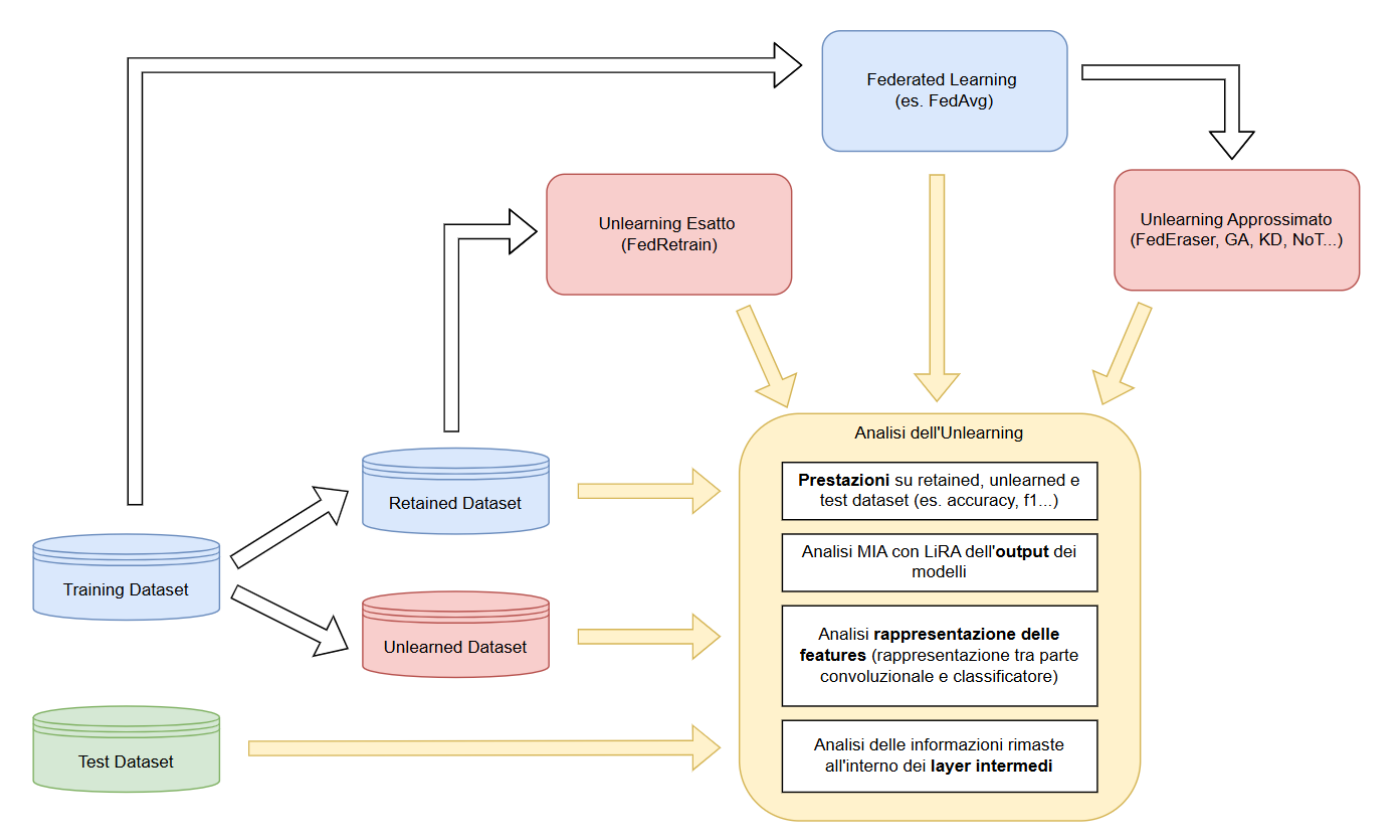 Federated Learning
(es. FedAvg)
Unlearning Esatto
(FedRetrain)
Unlearning Approssimato
(FedEraser, GA, KD, NoT...)
Analisi dell'Unlearning
Prestazioni su retained, unlearned e
test dataset (es. accuracy, f1...)
Retained Dataset
Analisi MIA con LiRA dell'output dei
modelli
Training Dataset
Unlearned Dataset
Analisi rappresentazione delle
features (rappresentazione tra parte
convoluzionale e classificatore)
Test Dataset
Analisi delle informazioni rimaste
all'interno dei layer intermedi